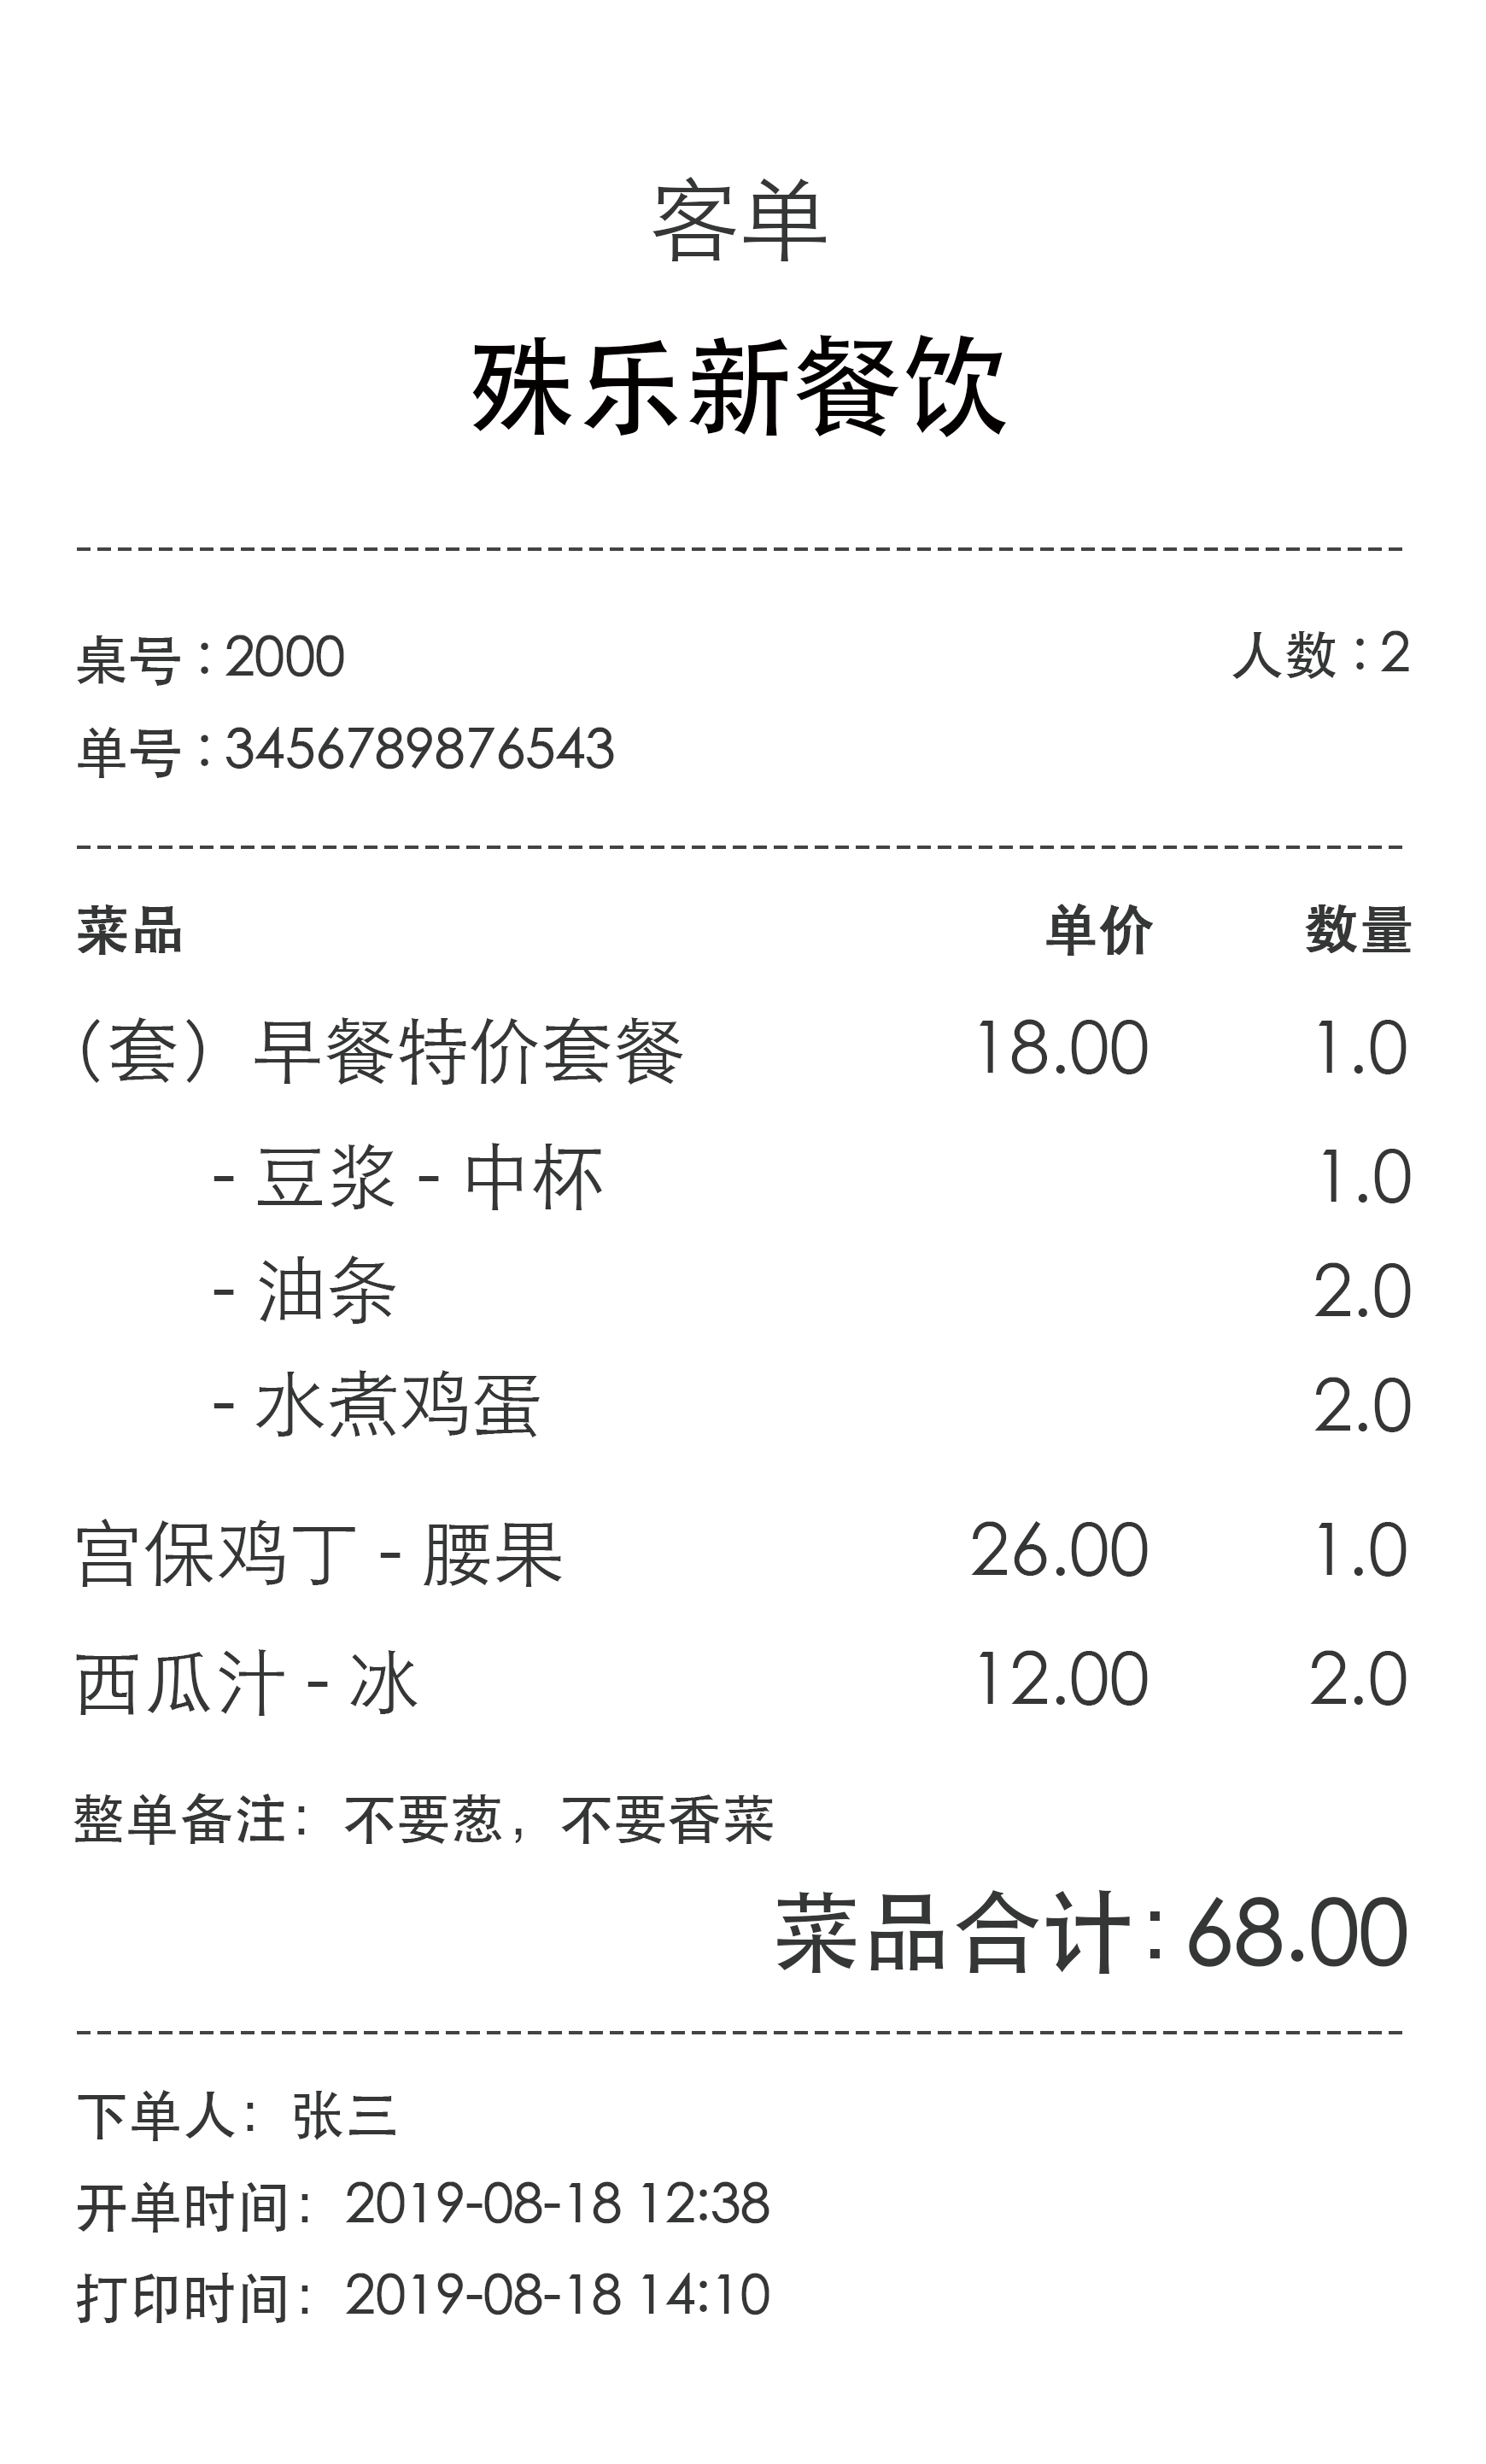 客单
殊乐新餐饮
桌号：2000 人数：2
单号：3456789876543
菜品 单价 数量
（套）早餐特价套餐 18.00 1.0
- 豆浆 - 中杯 1.0
- 油条 2.0
- 水煮鸡蛋 2.0
宫保鸡丁 - 腰果 26.00 1.0
西瓜汁 - 冰 12.00 2.0
整单备注：不要葱，不要香菜
菜品合计：68.00
下单人：张三
开单时间：2019-08-18 12:38
打印时间：2019-08-18 14:10